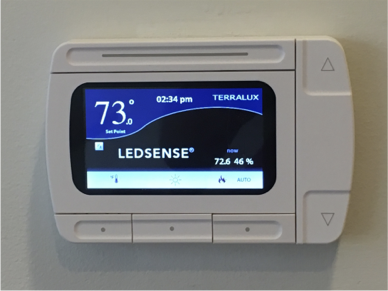 73°.0
02:34 pm
TERRALUX
Set Point
LEDSENSE®
now
72.6 46 %
AUTO